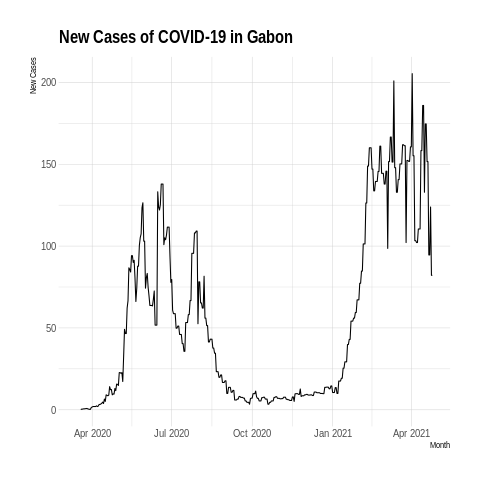 New Cases of COVID-19 in Gabon
New Cases
200
150
100
50
0
Apr 2020
Jul 2020
Oct 2020
Jan 2021
Apr 2021
Month